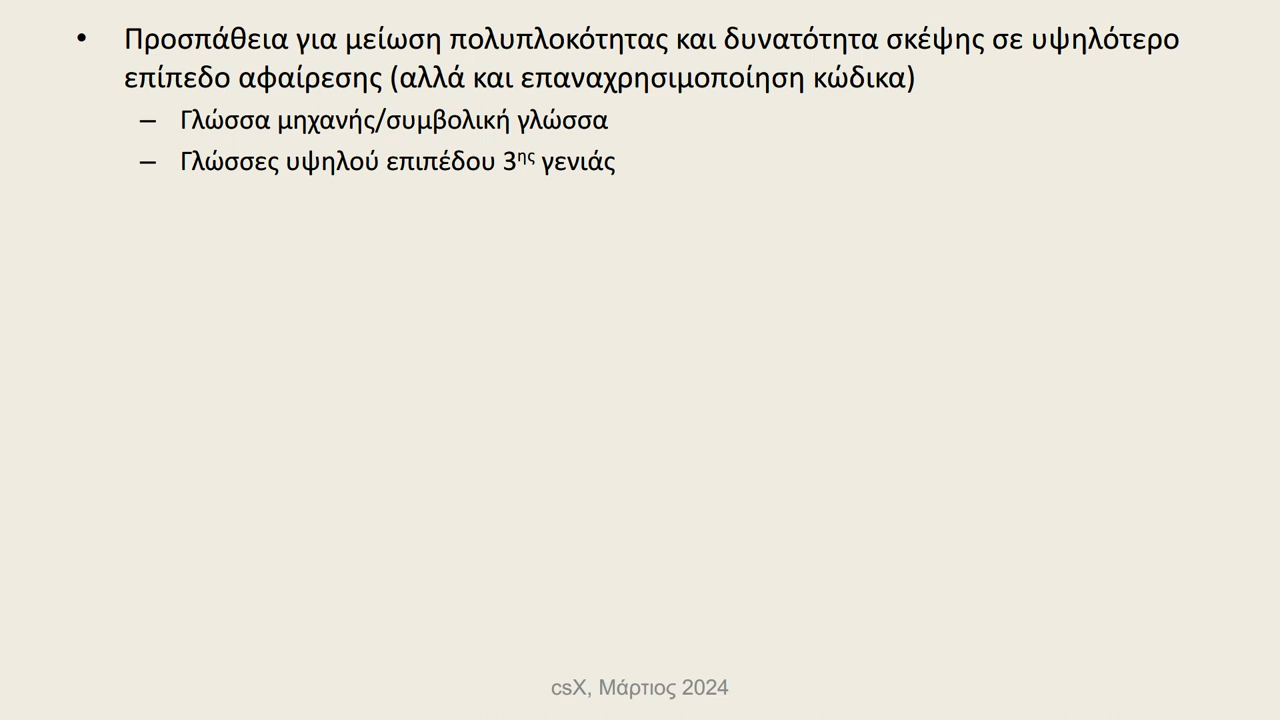 • Προσπάθεια για μείωση πολυπλοκότητας και δυνατότητα σκέψης σε υψηλότερο
επίπεδο αφαίρεσης (αλλά και επαναχρησιμοποίηση κώδικα)
– Γλώσσα μηχανής/συμβολική γλώσσα
– Γλώσσες υψηλού επιπέδου 3ης γενιάς
csX, Μάρτιος 2024